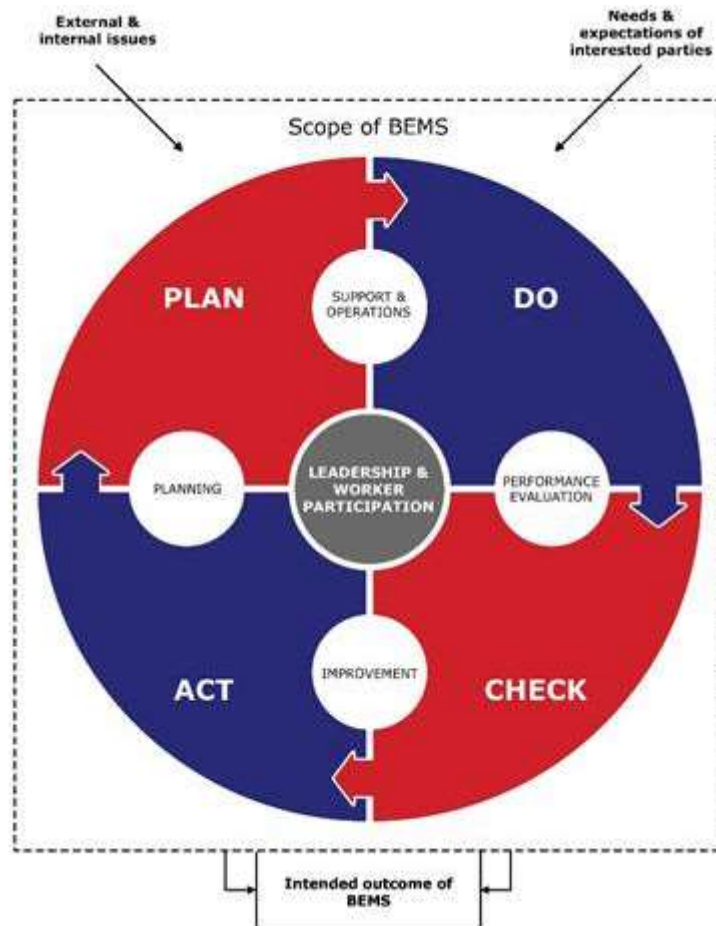 External &
internal issues
Needs &
expectations of
interested parties
Scope of BEMS
PLAN
DO
SUPPORT &
OPERATIONS
PLANNING
LEADERSHIP &
WORKER
PARTICIPATION
PERFORMANCE
EVALUATION
ACT
IMPROVEMENT
CHECK
Intended outcome of
BEMS